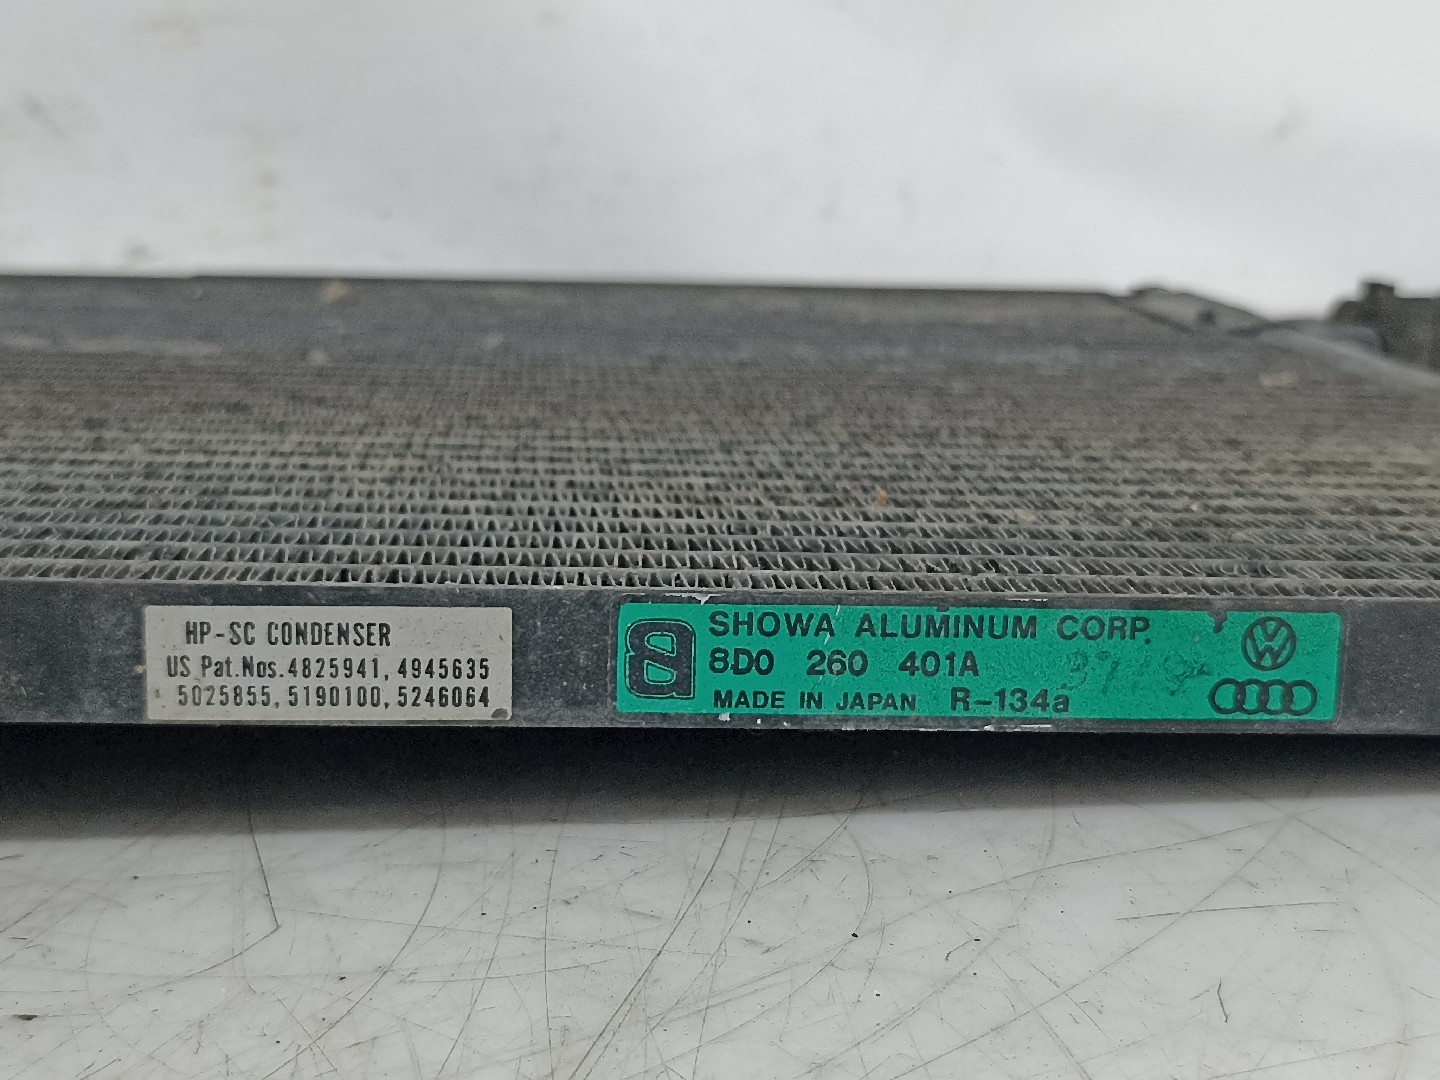 HP-SC CONDENSER
US Pat.Nos.4825941,4945635
5025855,5190100,5246064
SHOWA ALUMINUM CORP.
8D0 260 401A
MADE IN JAPAN R-134a